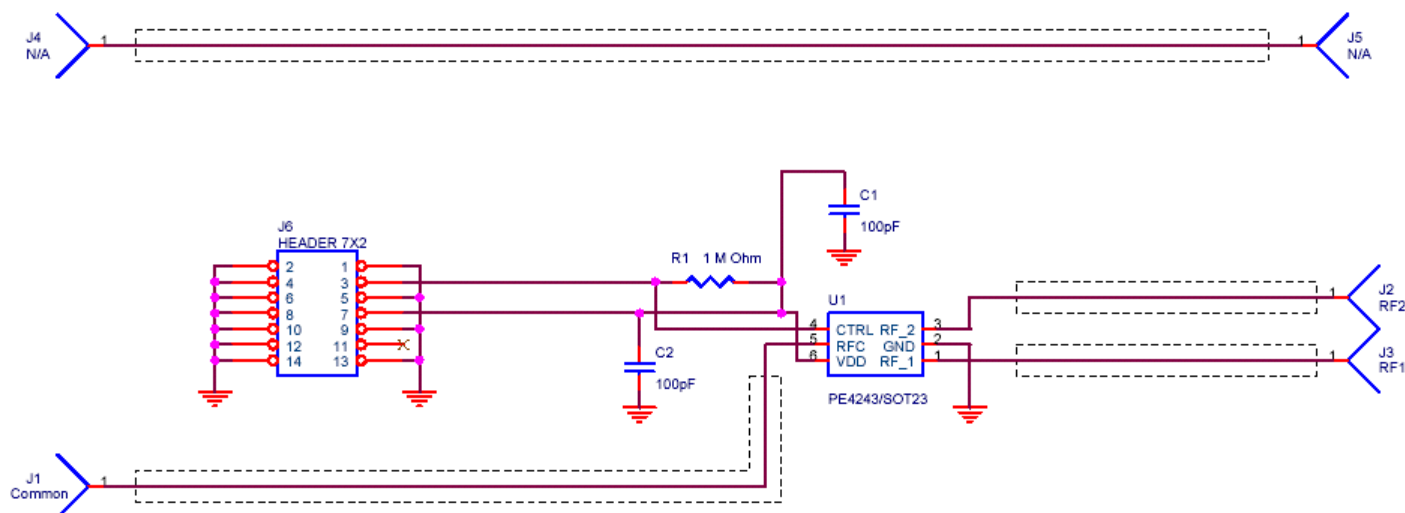 J4
N/A
1
1
J5
N/A
C1
100pF
J6
HEADER 7X2
2
1
4
3
6
5
8
7
10
9
12
11
14
13
R1 1 M Ohm
C2
100pF
U1
4
CTRL RF_2
3
5
RFC GND
2
6
VDD RF_1
1
PE4243/SOT23
1
J2
RF2
1
J3
RF1
J1
Common
1